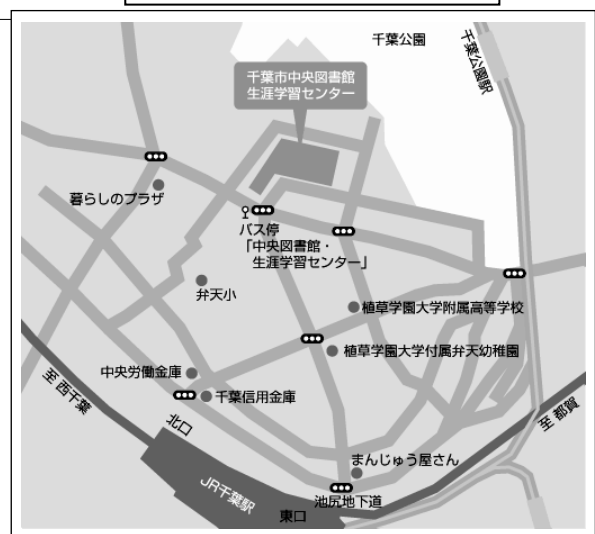 千葉公園
千葉公園駅
千葉市中央図書館
生涯学習センター
暮らしのプラザ
バス停
「中央図書館・
生涯学習センター」
弁天小
植草学園大学附属高等学校
植草学園大学付属弁天幼稚園
中央労働金庫
千葉信用金庫
至 西千葉
北口
至 都賀
まんじゅう屋さん
JR千葉駅
池尻地下道
東口